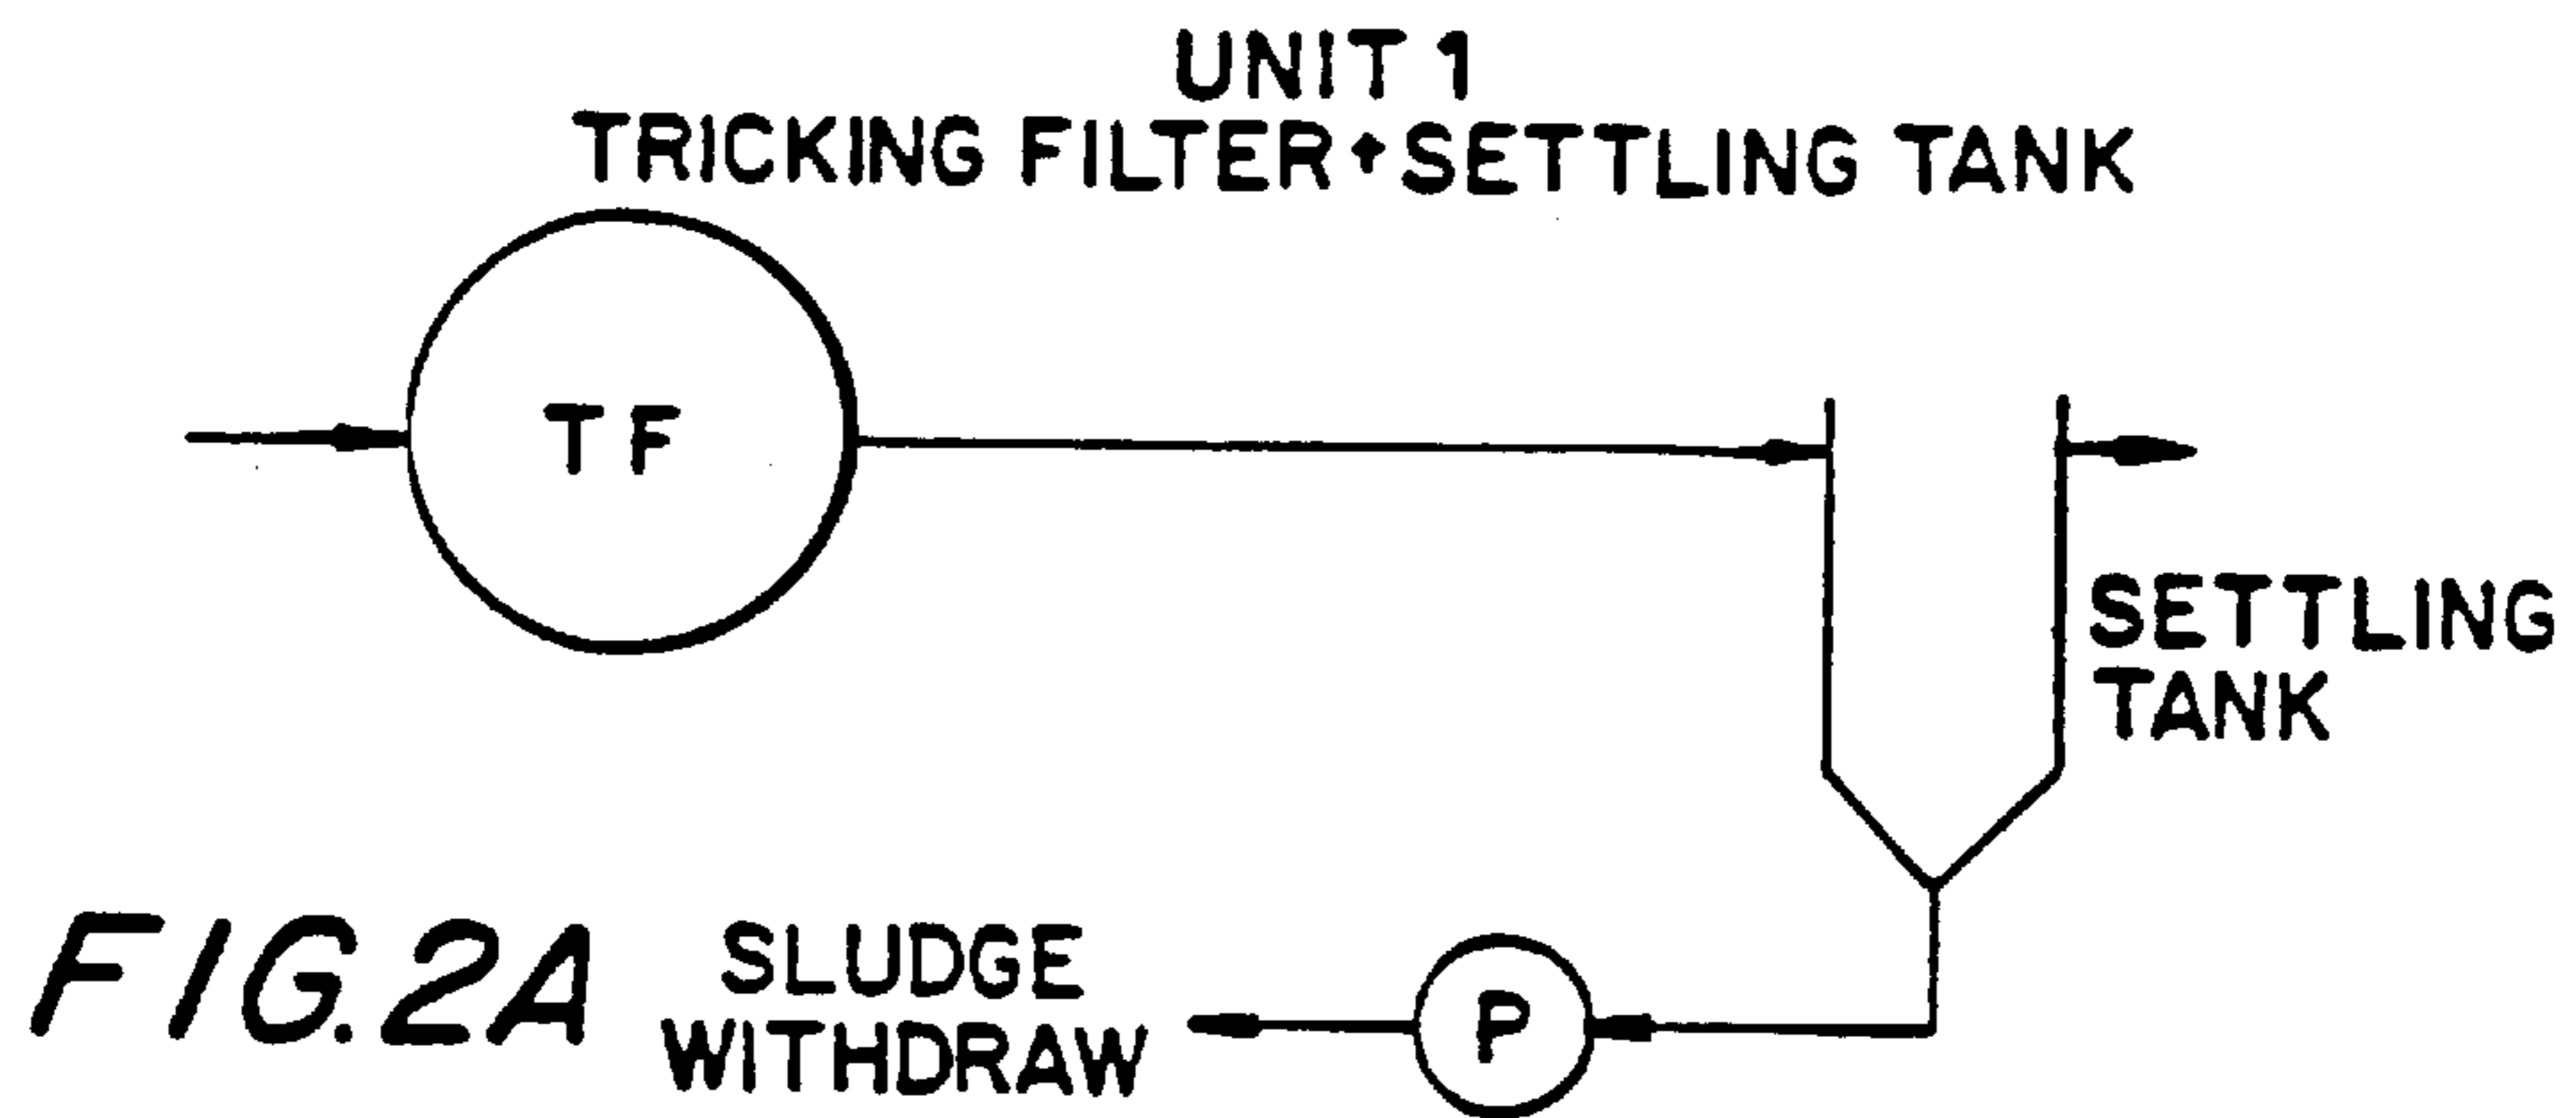 UNIT 1
TRICKING FILTER+SETTLING TANK
TF
SETTLING
TANK
FIG.2A
SLUDGE
WITHDRAW
P